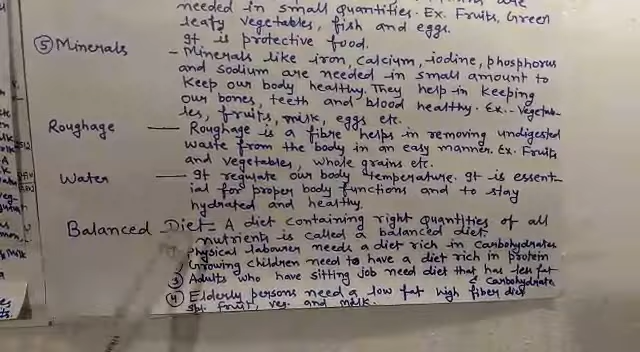 needed in small quantities. Ex. Fruits, Green
leafy vegetables, fish and eggs.
It is protective food.
⑤ Minerals - Minerals like iron, calcium, iodine, phosphorus
and sodium are needed in small amount to
keep our body healthy. They help in keeping
our bones, teeth and blood healthy. Ex.- vegetab-
les, fruits, milk, eggs etc.
Roughage — Roughage is a fibre helps in removing undigested
waste from the body in an easy manner. Ex. Fruits
and vegetables, whole grains etc.
Water — It regulate our body temperature. It is essent-
ial for proper body functions and to stay
hydrated and healthy.
Balanced Diet - A diet containing right quantities of all
nutrients is called a balanced diet.
Physical labourer needs a diet rich in Carbohydrates
Growing children need to have a diet rich in protein
③ Adults who have sitting job need diet that has less fat
& carbohydrate
④ Elderly persons need a low fat high fiber diet
fruit, veg. and milk.